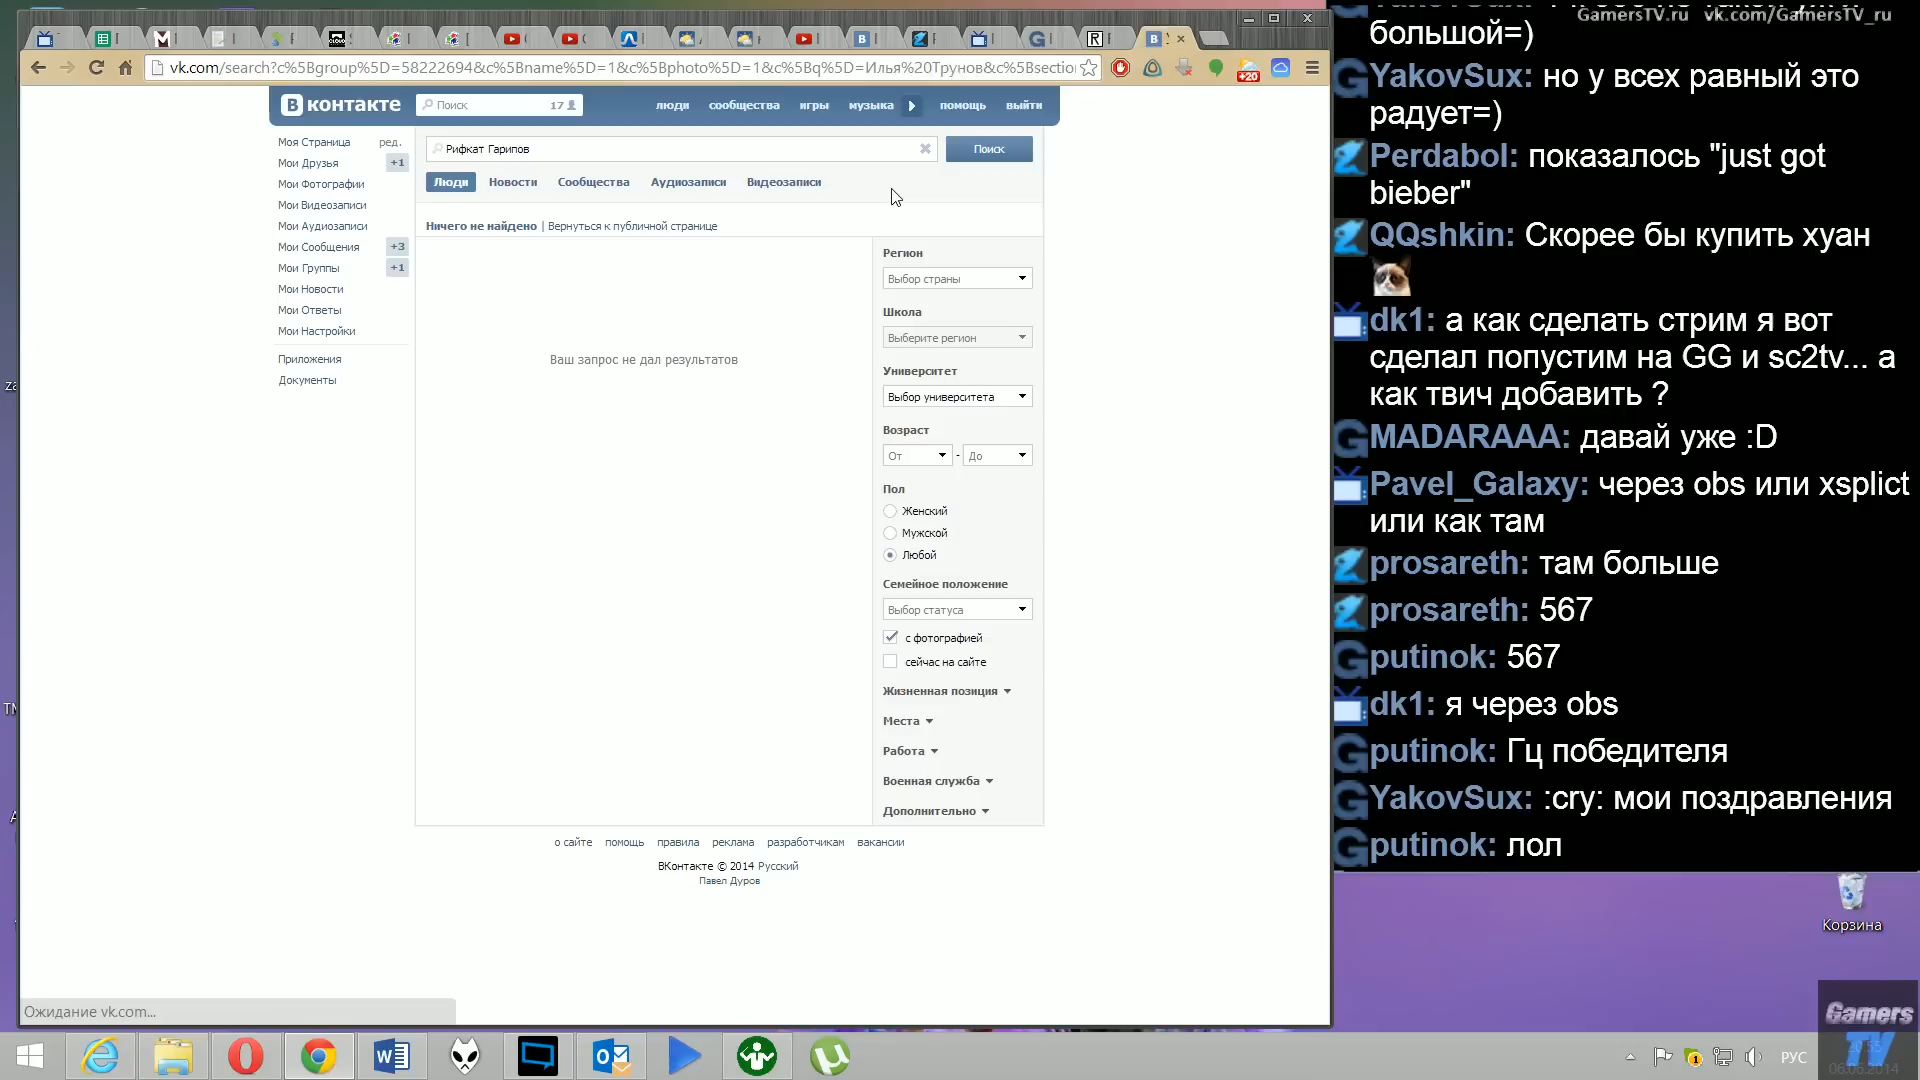 vk.com/search?c%5Bgroup%5D=58222694&c%5Bname%5D=1&c%5Bphoto%5D=1&c%5Bq%5D=Илья%20Трунов&c%5Bsection
+20
В контакте
Поиск
17
люди
сообщества
игры
музыка
помощь
выйти
Моя Страница
ред.
Мои Друзья
+1
Мои Фотографии
Мои Видеозаписи
Мои Аудиозаписи
Мои Сообщения
+3
Мои Группы
+1
Мои Новости
Мои Ответы
Мои Настройки
Приложения
Документы
Рифкат Гарипов
Поиск
Люди
Новости
Сообщества
Аудиозаписи
Видеозаписи
Ничего не найдено | Вернуться к публичной странице
Ваш запрос не дал результатов
Регион
Выбор страны
Школа
Выберите регион
Университет
Выбор университета
Возраст
От - До
Пол
Женский
Мужской
Любой
Семейное положение
Выбор статуса
с фотографией
сейчас на сайте
Жизненная позиция
Места
Работа
Военная служба
Дополнительно
о сайте
помощь
правила
реклама
разработчикам
вакансии
ВКонтакте © 2014 Русский
Павел Дуров
Ожидание vk.com...
GamersTV.ru vk.com/GamersTV_ru
большой=)
YakovSux: но у всех равный это
радует=)
Perdabol: показалось "just got
bieber"
QQshkin: Скорее бы купить хуан
dk1: а как сделать стрим я вот
сделал попустим на GG и sc2tv... а
как твич добавить ?
MADARAAA: давай уже :D
Pavel_Galaxy: через obs или xsplict
или как там
prosareth: там больше
prosareth: 567
putinok: 567
dk1: я через obs
putinok: Гц победителя
YakovSux: :cry: мои поздравления
putinok: лол
Корзина
Gamers
TV
РУС
06.06.2014